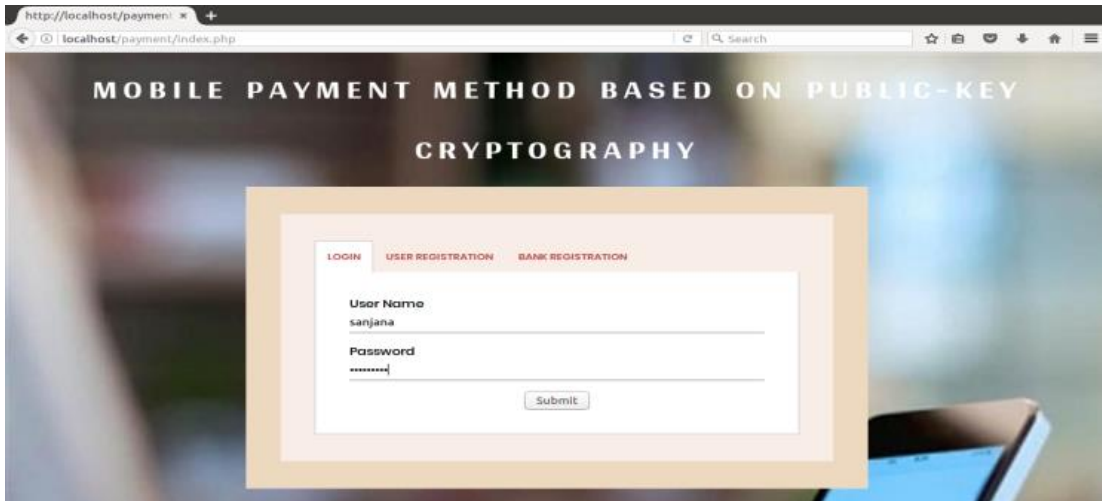 http://localhost/paymen
localhost/payment/index.php
Search
MOBILE PAYMENT METHOD BASED ON PUBLIC-KEY
CRYPTOGRAPHY
LOGIN USER REGISTRATION BANK REGISTRATION
User Name
sanjana
Password
•••••••••
Submit